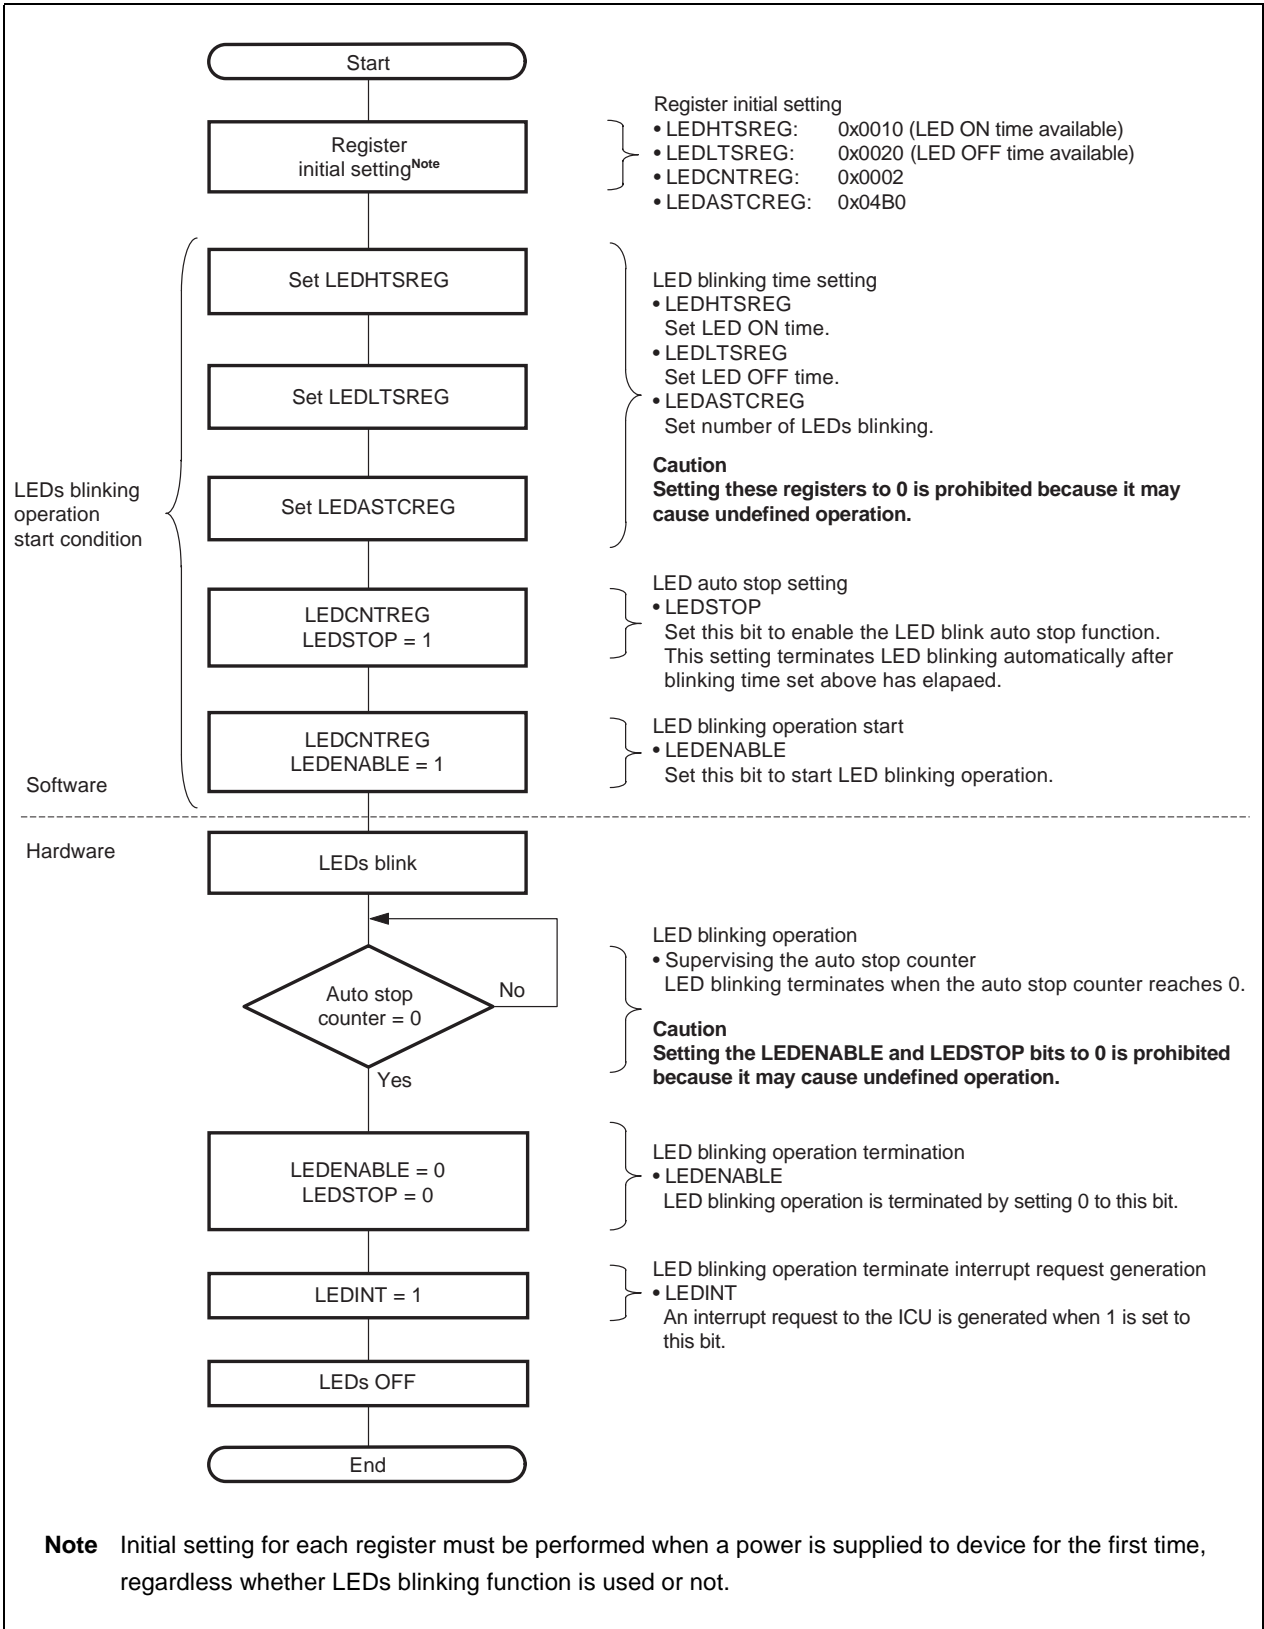 Start
Register
initial settingNote
Register initial setting
• LEDHTSREG: 0x0010 (LED ON time available)
• LEDLTSREG: 0x0020 (LED OFF time available)
• LEDCNTREG: 0x0002
• LEDASTCREG: 0x04B0
LEDs blinking
operation
start condition
Set LEDHTSREG
Set LEDLTSREG
Set LEDASTCREG
LED blinking time setting
• LEDHTSREG
Set LED ON time.
• LEDLTSREG
Set LED OFF time.
• LEDASTCREG
Set number of LEDs blinking.
Caution
Setting these registers to 0 is prohibited because it may
cause undefined operation.
LEDCNTREG
LEDSTOP = 1
LED auto stop setting
• LEDSTOP
Set this bit to enable the LED blink auto stop function.
This setting terminates LED blinking automatically after
blinking time set above has elapaed.
LEDCNTREG
LEDENABLE = 1
LED blinking operation start
• LEDENABLE
Set this bit to start LED blinking operation.
Software
Hardware
LEDs blink
Auto stop
counter = 0
No
Yes
LED blinking operation
• Supervising the auto stop counter
LED blinking terminates when the auto stop counter reaches 0.
Caution
Setting the LEDENABLE and LEDSTOP bits to 0 is prohibited
because it may cause undefined operation.
LEDENABLE = 0
LEDSTOP = 0
LED blinking operation termination
• LEDENABLE
LED blinking operation is terminated by setting 0 to this bit.
LEDINT = 1
LED blinking operation terminate interrupt request generation
• LEDINT
An interrupt request to the ICU is generated when 1 is set to
this bit.
LEDs OFF
End
Note Initial setting for each register must be performed when a power is supplied to device for the first time,
regardless whether LEDs blinking function is used or not.